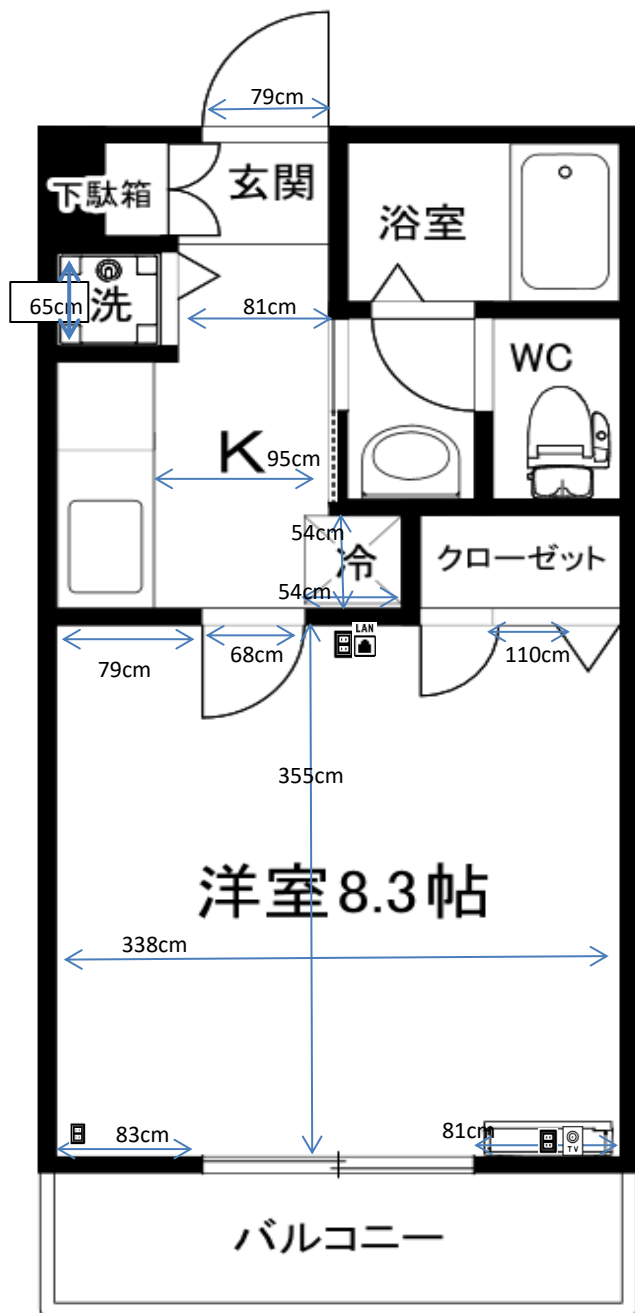 79cm
下駄箱
玄関
浴室
65cm
洗
81cm
WC
K
95cm
54cm
冷
54cm
クローゼット
LAN
79cm
68cm
110cm
355cm
洋室8.3帖
338cm
83cm
81cm
TV
バルコニー